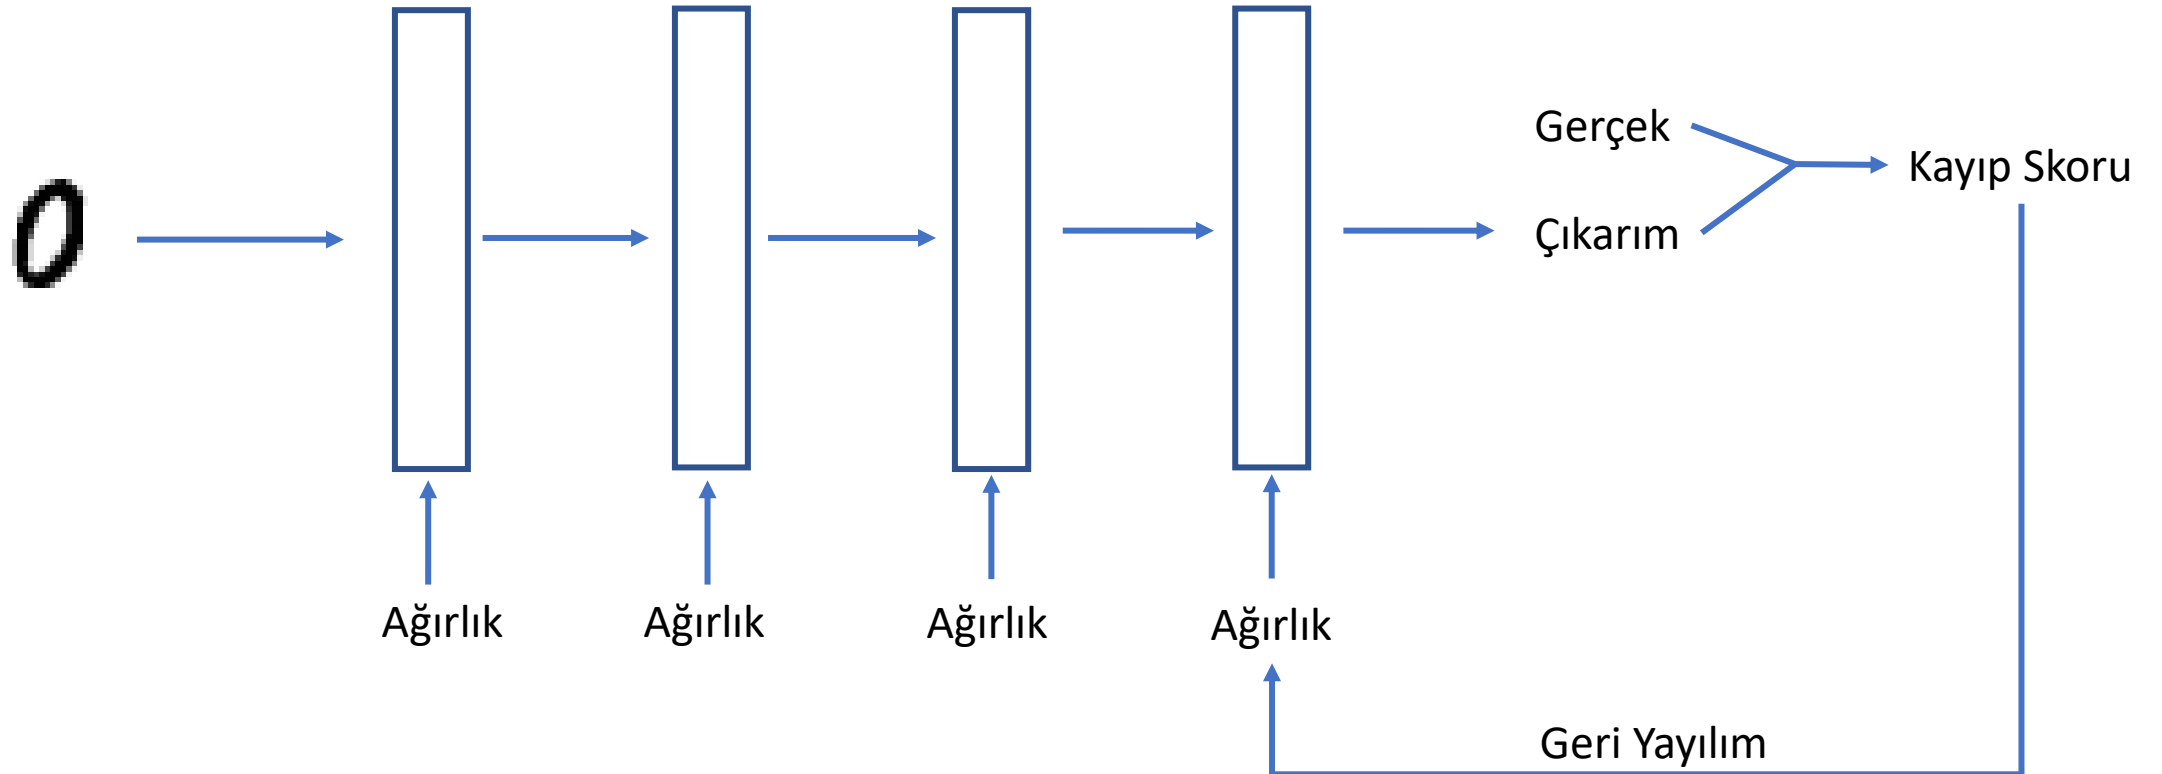 0
Gerçek
Kayıp Skoru
Çıkarım
Ağırlık
Ağırlık
Ağırlık
Ağırlık
Geri Yayılım